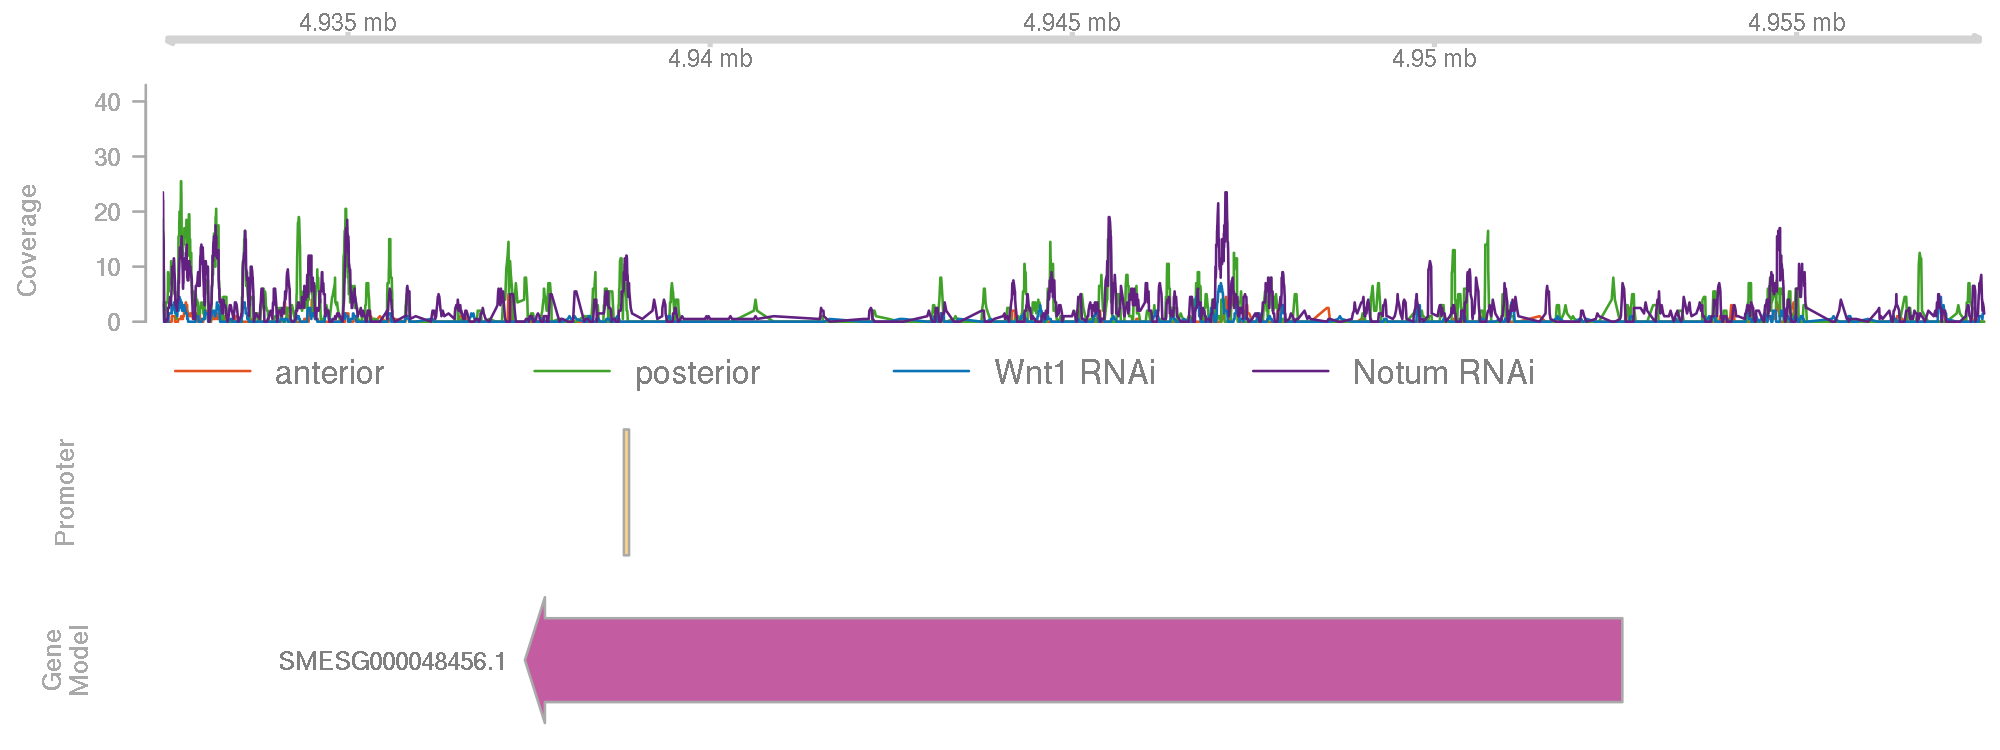 4.935 mb 4.945 mb 4.955 mb
4.94 mb 4.95 mb
Coverage
40
30
20
10
0
anterior posterior Wnt1 RNAi Notum RNAi
Promoter
Gene
Model
SMESG000048456.1